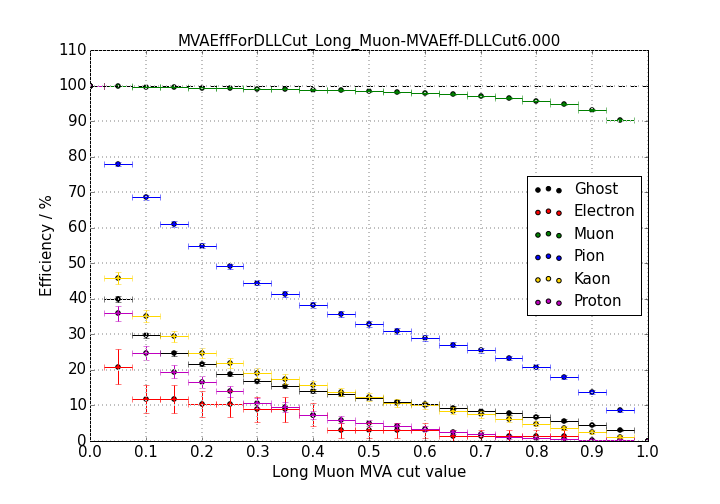 MVAEffForDLLCut_Long_Muon-MVAEff-DLLCut6.000
110
100
90
80
70
60
50
40
30
20
10
0
Efficiency / %
Ghost
Electron
Muon
Pion
Kaon
Proton
0.0 0.1 0.2 0.3 0.4 0.5 0.6 0.7 0.8 0.9 1.0
Long Muon MVA cut value